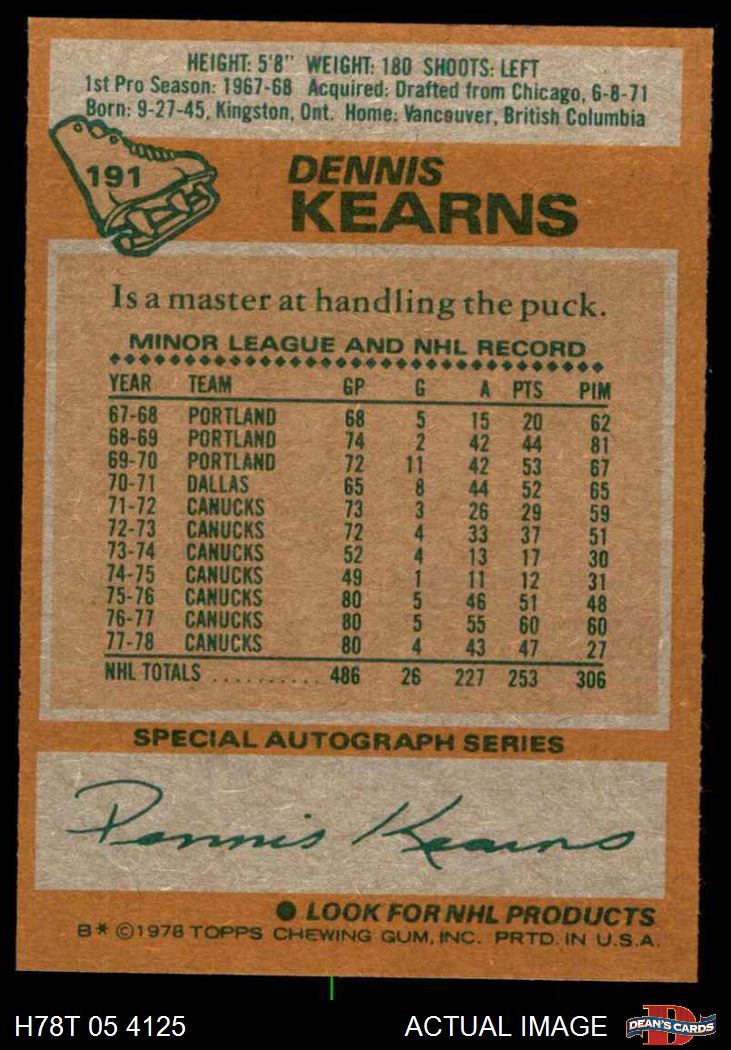 HEIGHT: 5'8" WEIGHT: 180 SHOOTS: LEFT
1st Pro Season: 1967-68 Acquired: Drafted from Chicago, 6-8-71
Born: 9-27-45, Kingston, Ont. Home: Vancouver, British Columbia
191
DENNIS
KEARNS
Is a master at handling the puck.
MINOR LEAGUE AND NHL RECORD
YEAR TEAM GP G A PTS PIM
67-68 PORTLAND 68 5 15 20 62
68-69 PORTLAND 74 2 42 44 81
69-70 PORTLAND 72 11 42 53 67
70-71 DALLAS 65 8 44 52 65
71-72 CANUCKS 73 3 26 29 59
72-73 CANUCKS 72 4 33 37 51
73-74 CANUCKS 52 4 13 17 30
74-75 CANUCKS 49 1 11 12 31
75-76 CANUCKS 80 5 46 51 48
76-77 CANUCKS 80 5 55 60 60
77-78 CANUCKS 80 4 43 47 27
NHL TOTALS .......... 486 26 227 253 306
SPECIAL AUTOGRAPH SERIES
Dennis Kearns
● LOOK FOR NHL PRODUCTS
B* ©1978 TOPPS CHEWING GUM, INC. PRTD. IN U.S.A.
H78T 05 4125 ACTUAL IMAGE DEAN'S CARDS